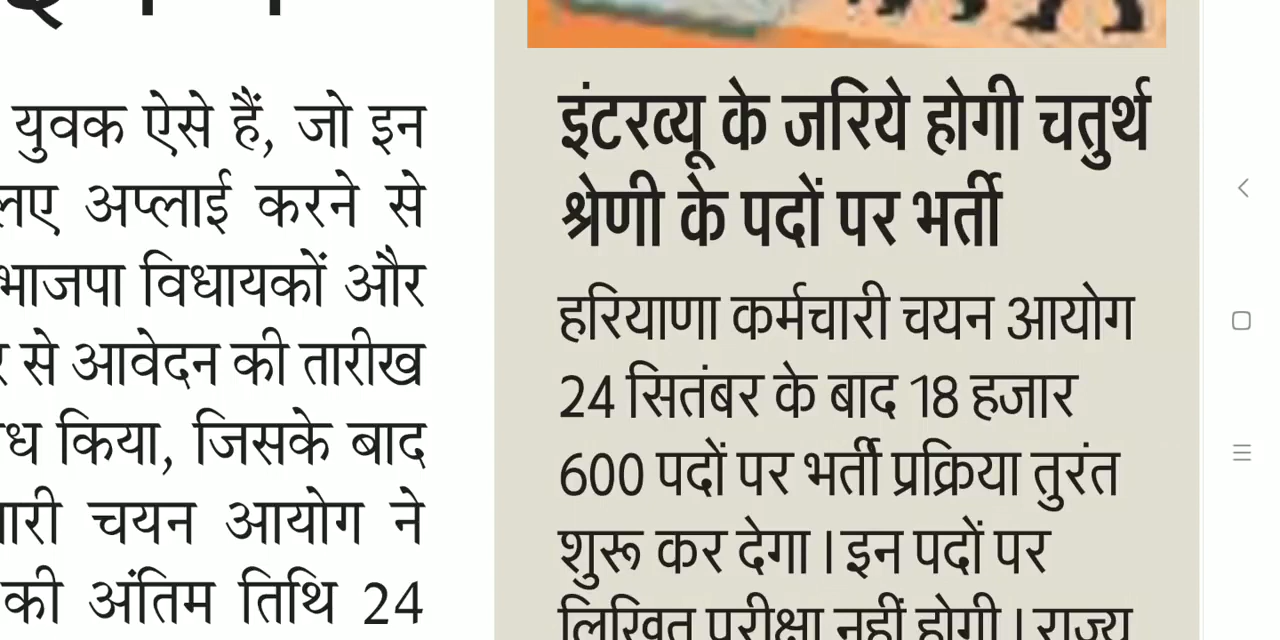 युवक ऐसे हैं, जो इन
अप्लाई करने से
भाजपा विधायकों और
से आवेदन की तारीख
किया, जिसके बाद
चयन आयोग ने
की अंतिम तिथि 24
इंटरव्यू के जरिये होगी चतुर्थ
श्रेणी के पदों पर भर्ती
हरियाणा कर्मचारी चयन आयोग
24 सितंबर के बाद 18 हजार
600 पदों पर भर्ती प्रक्रिया तुरंत
शुरू कर देगा। इन पदों पर
लिखित परीक्षा नहीं होगी। राज्य